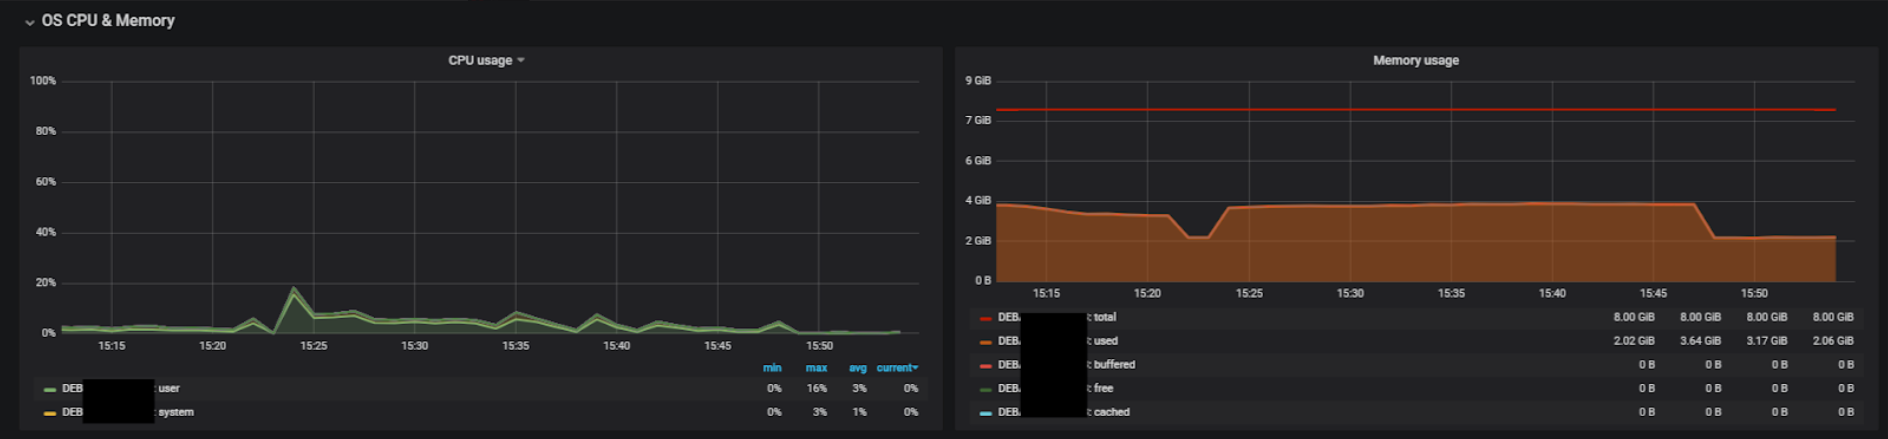 OS CPU & Memory
CPU usage
100%
80%
60%
40%
20%
0%
15:15 15:20 15:25 15:30 15:35 15:40 15:45 15:50
min max avg current
DEB : user 0% 16% 3% 0%
DEB : system 0% 3% 1% 0%
Memory usage
9 GiB
7 GiB
6 GiB
4 GiB
2 GiB
0 B
15:15 15:20 15:25 15:30 15:35 15:40 15:45 15:50
DEB : total 8.00 GiB 8.00 GiB 8.00 GiB 8.00 GiB
DEB : used 2.02 GiB 3.64 GiB 3.17 GiB 2.06 GiB
DEB : buffered 0 B 0 B 0 B 0 B
DEB : free 0 B 0 B 0 B 0 B
DEB : cached 0 B 0 B 0 B 0 B